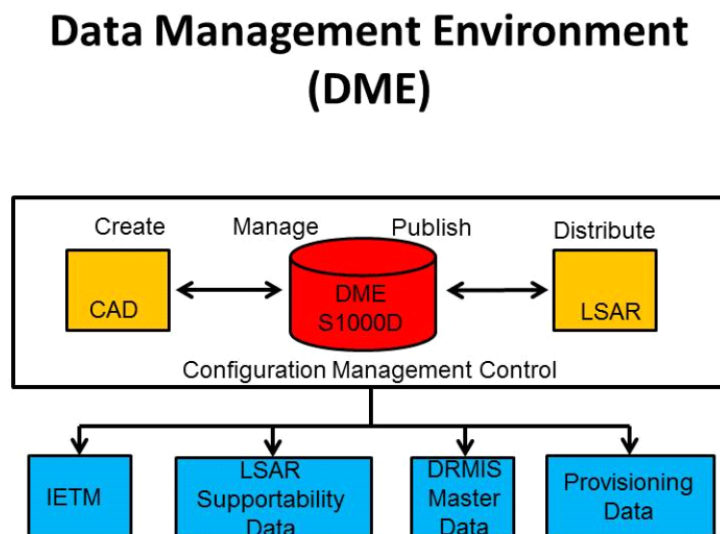 Data Management Environment
(DME)
Create Manage Publish Distribute
CAD
DME
S1000D
LSAR
Configuration Management Control
IETM
LSAR
Supportability
Data
DRMIS
Master
Data
Provisioning
Data